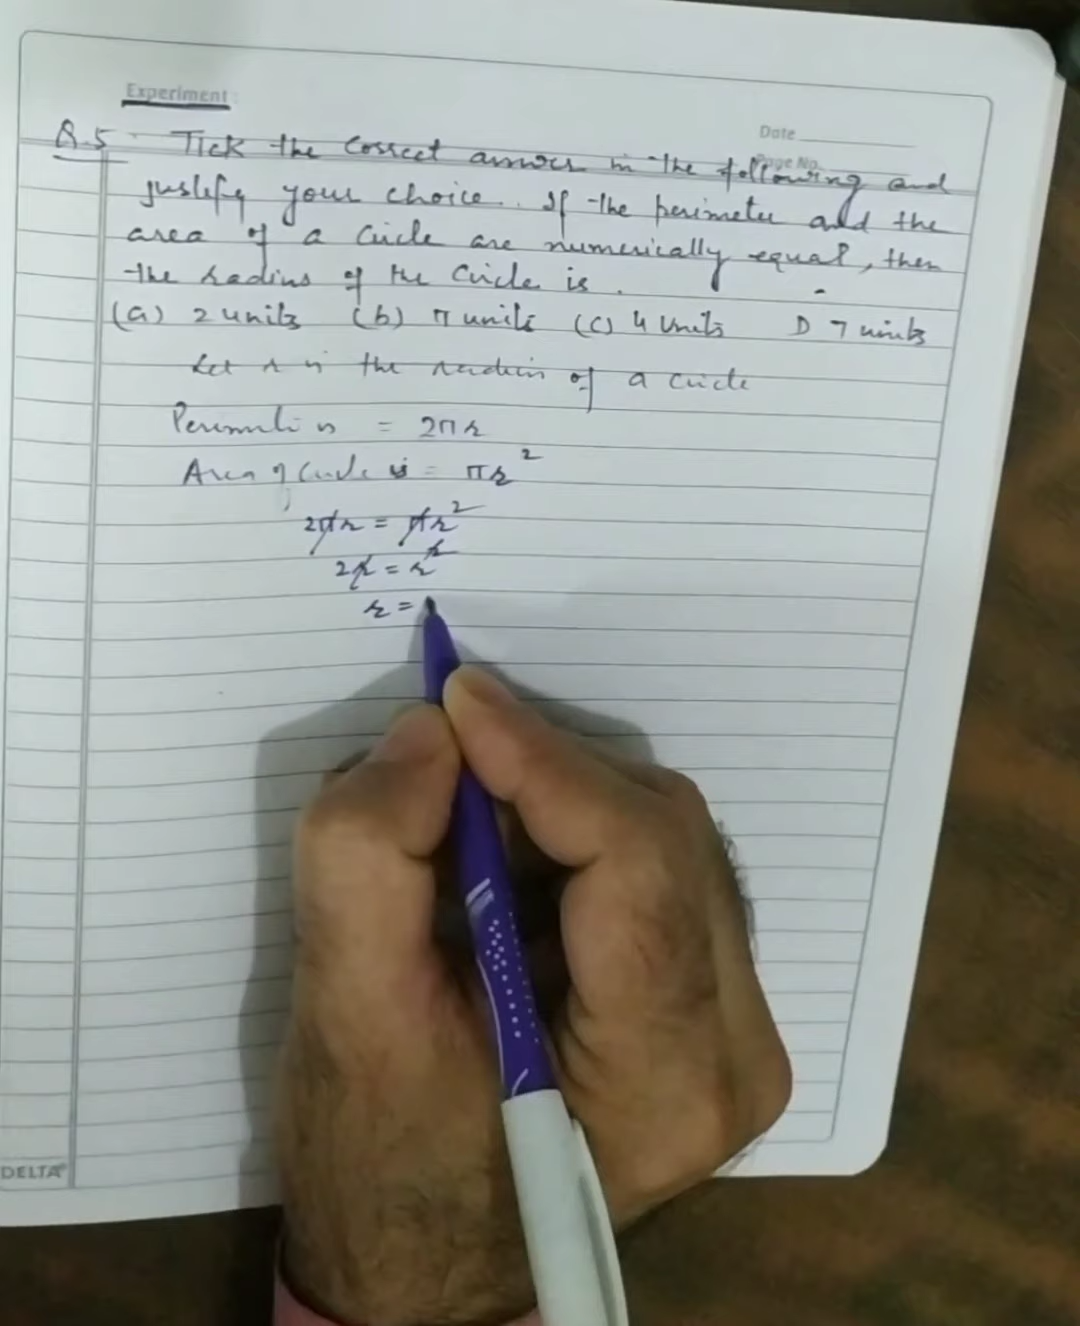 Experiment :
Date
Page No.
Q.5 Tick the correct answer in the following and
justify your choice. If the perimeter and the
area of a circle are numerically equal, then
the radius of the circle is.
(a) 2 units (b) π units (c) 4 units D 7 units
Let r is the radius of a circle
Perimeter is = 2πr
Area of Circle is = πr²
2πr = πr²
2r = r²
r =
DELTA